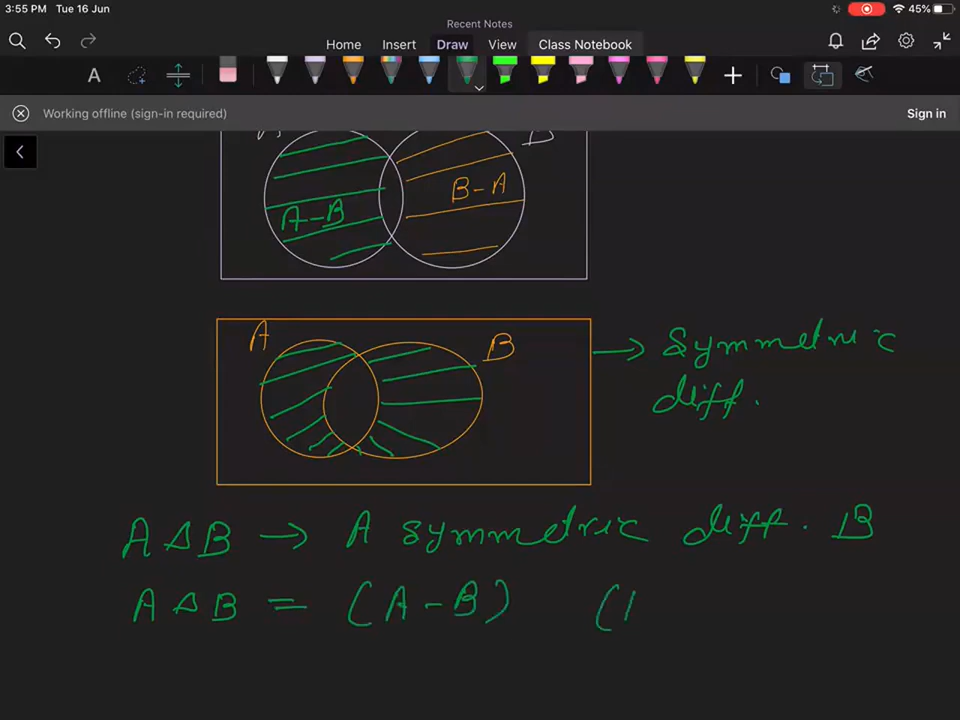 3:55 PM Tue 16 Jun
45%
Recent Notes
Home Insert Draw View Class Notebook
A
Working offline (sign-in required) Sign in
A-B
B-A
A
B
Symmetric
diff.
A Δ B → A symmetric diff. B
A Δ B = (A - B) (